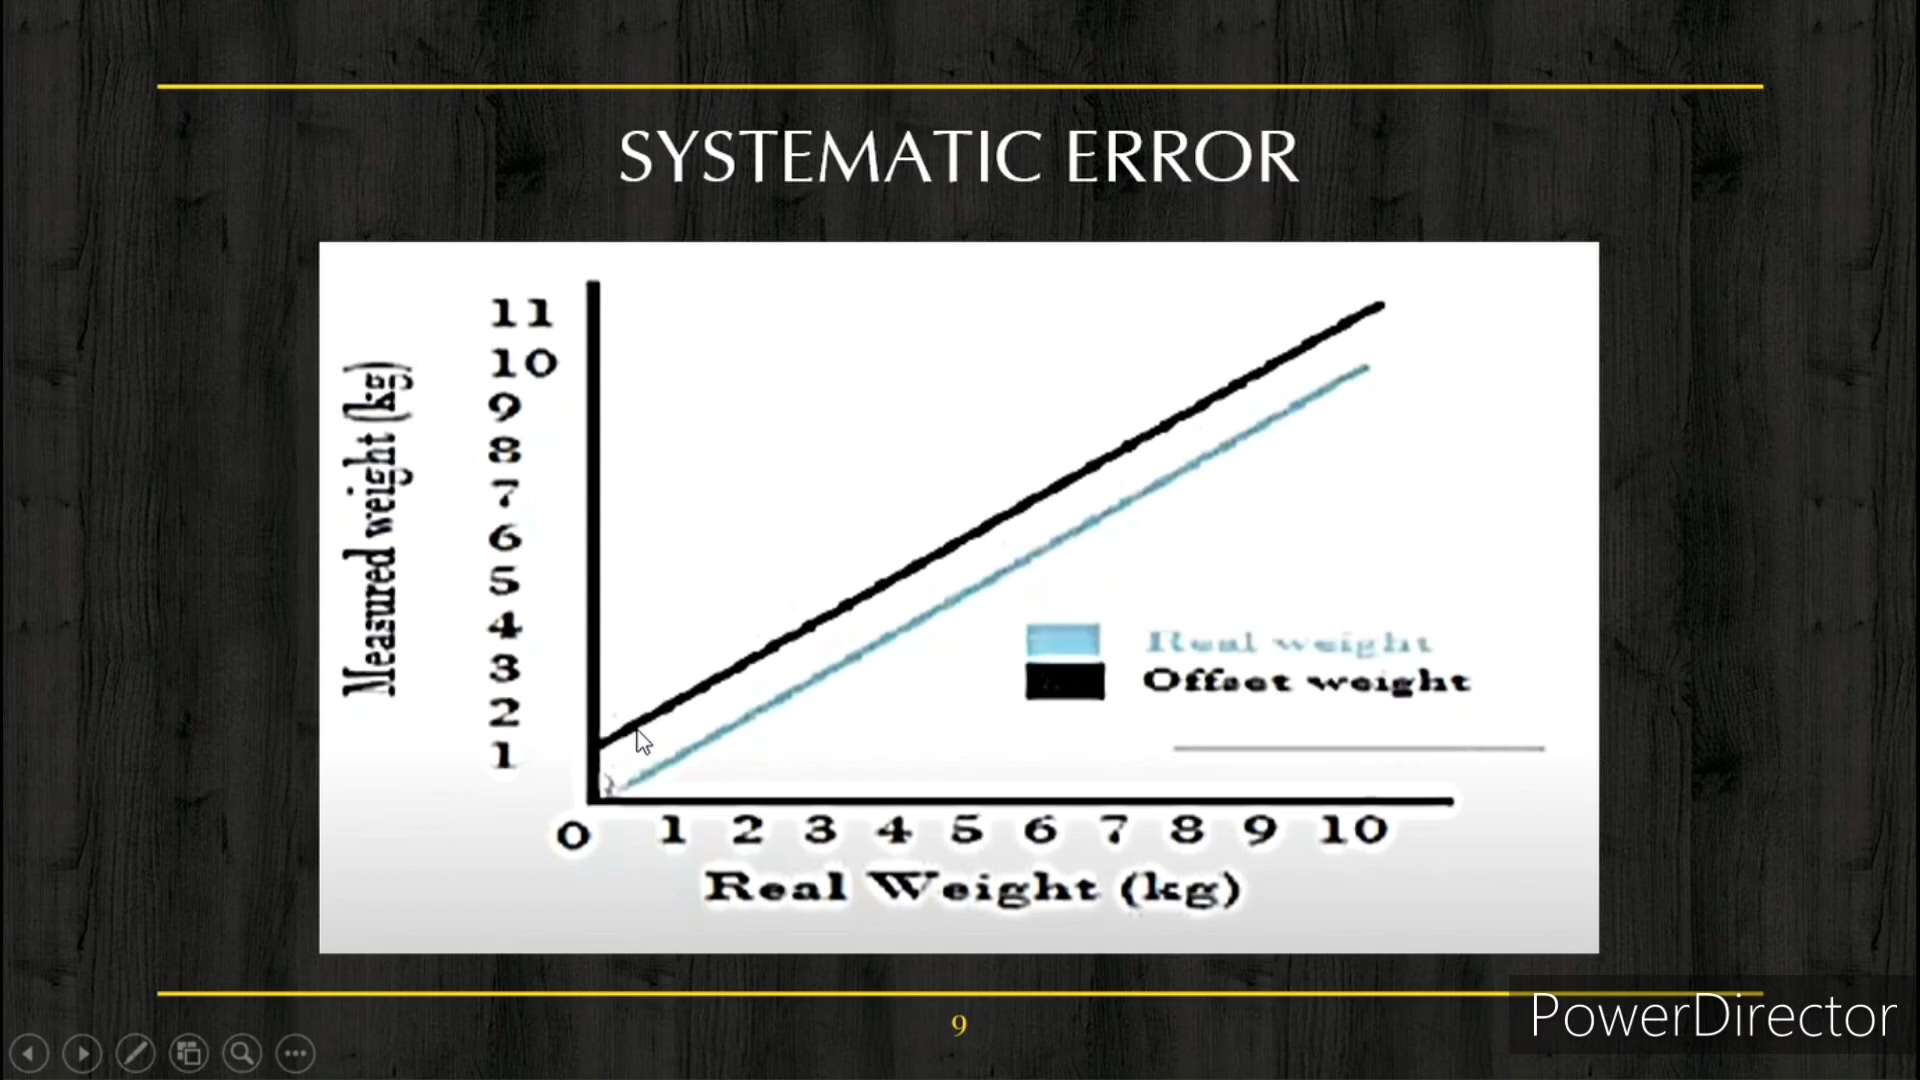 SYSTEMATIC ERROR
Measured weight (kg)
11
10
9
8
7
6
5
4
3
2
1
0 1 2 3 4 5 6 7 8 9 10
Real Weight (kg)
Real weight
Offset weight
9
PowerDirector